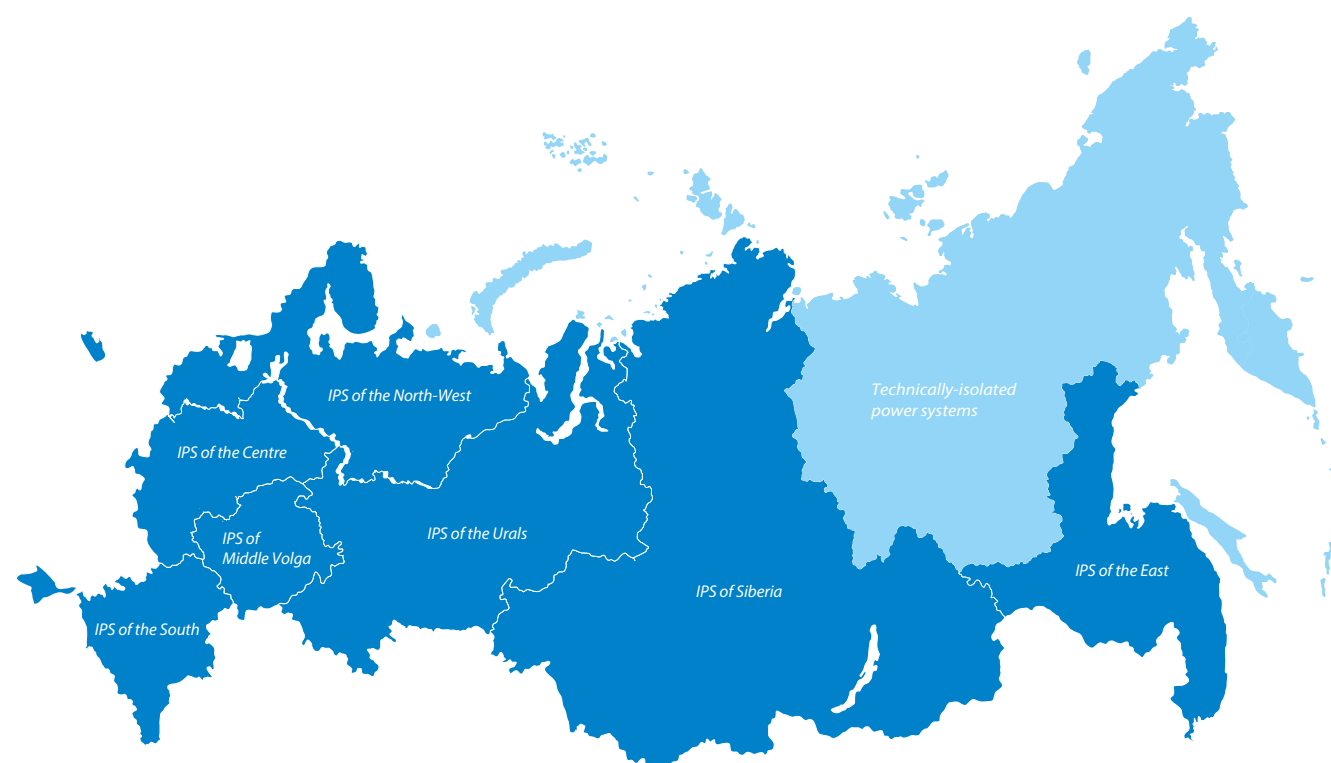 Technically-isolated
power systems
IPS of the North-West
IPS of the Centre
IPS of the Urals
IPS of
Middle Volga
IPS of the East
IPS of Siberia
IPS of the South